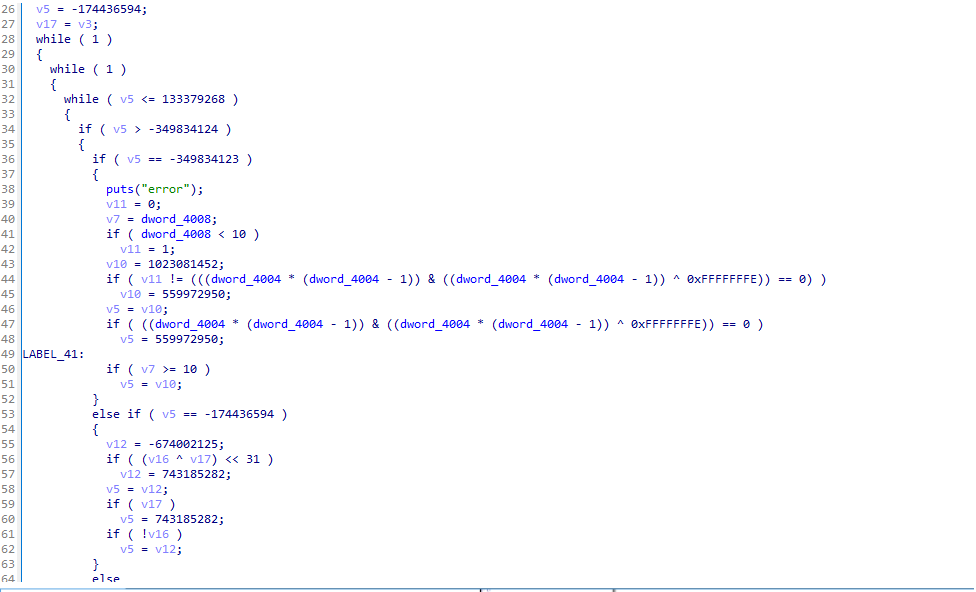 26 v5 = -174436594;
27 v17 = v3;
28 while ( 1 )
29 {
30 while ( 1 )
31 {
32 while ( v5 <= 133379268 )
33 {
34 if ( v5 > -349834124 )
35 {
36 if ( v5 == -349834123 )
37 {
38 puts("error");
39 v11 = 0;
40 v7 = dword_4008;
41 if ( dword_4008 < 10 )
42 v11 = 1;
43 v10 = 1023081452;
44 if ( v11 != (((dword_4004 * (dword_4004 - 1)) & ((dword_4004 * (dword_4004 - 1)) ^ 0xFFFFFFFE)) == 0) )
45 v10 = 559972950;
46 v5 = v10;
47 if ( ((dword_4004 * (dword_4004 - 1)) & ((dword_4004 * (dword_4004 - 1)) ^ 0xFFFFFFFE)) == 0 )
48 v5 = 559972950;
49 LABEL_41:
50 if ( v7 >= 10 )
51 v5 = v10;
52 }
53 else if ( v5 == -174436594 )
54 {
55 v12 = -674002125;
56 if ( (v16 ^ v17) << 31 )
57 v12 = 743185282;
58 v5 = v12;
59 if ( v17 )
60 v5 = 743185282;
61 if ( !v16 )
62 v5 = v12;
63 }
64 else